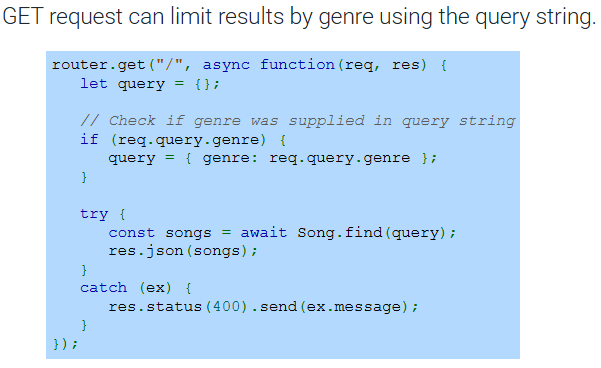 GET request can limit results by genre using the query string.
router.get("/", async function(req, res) {
   let query = {};

   // Check if genre was supplied in query string
   if (req.query.genre) {
      query = { genre: req.query.genre };
   }

   try {
      const songs = await Song.find(query);
      res.json(songs);
   }
   catch (ex) {
      res.status(400).send(ex.message);
   }
});